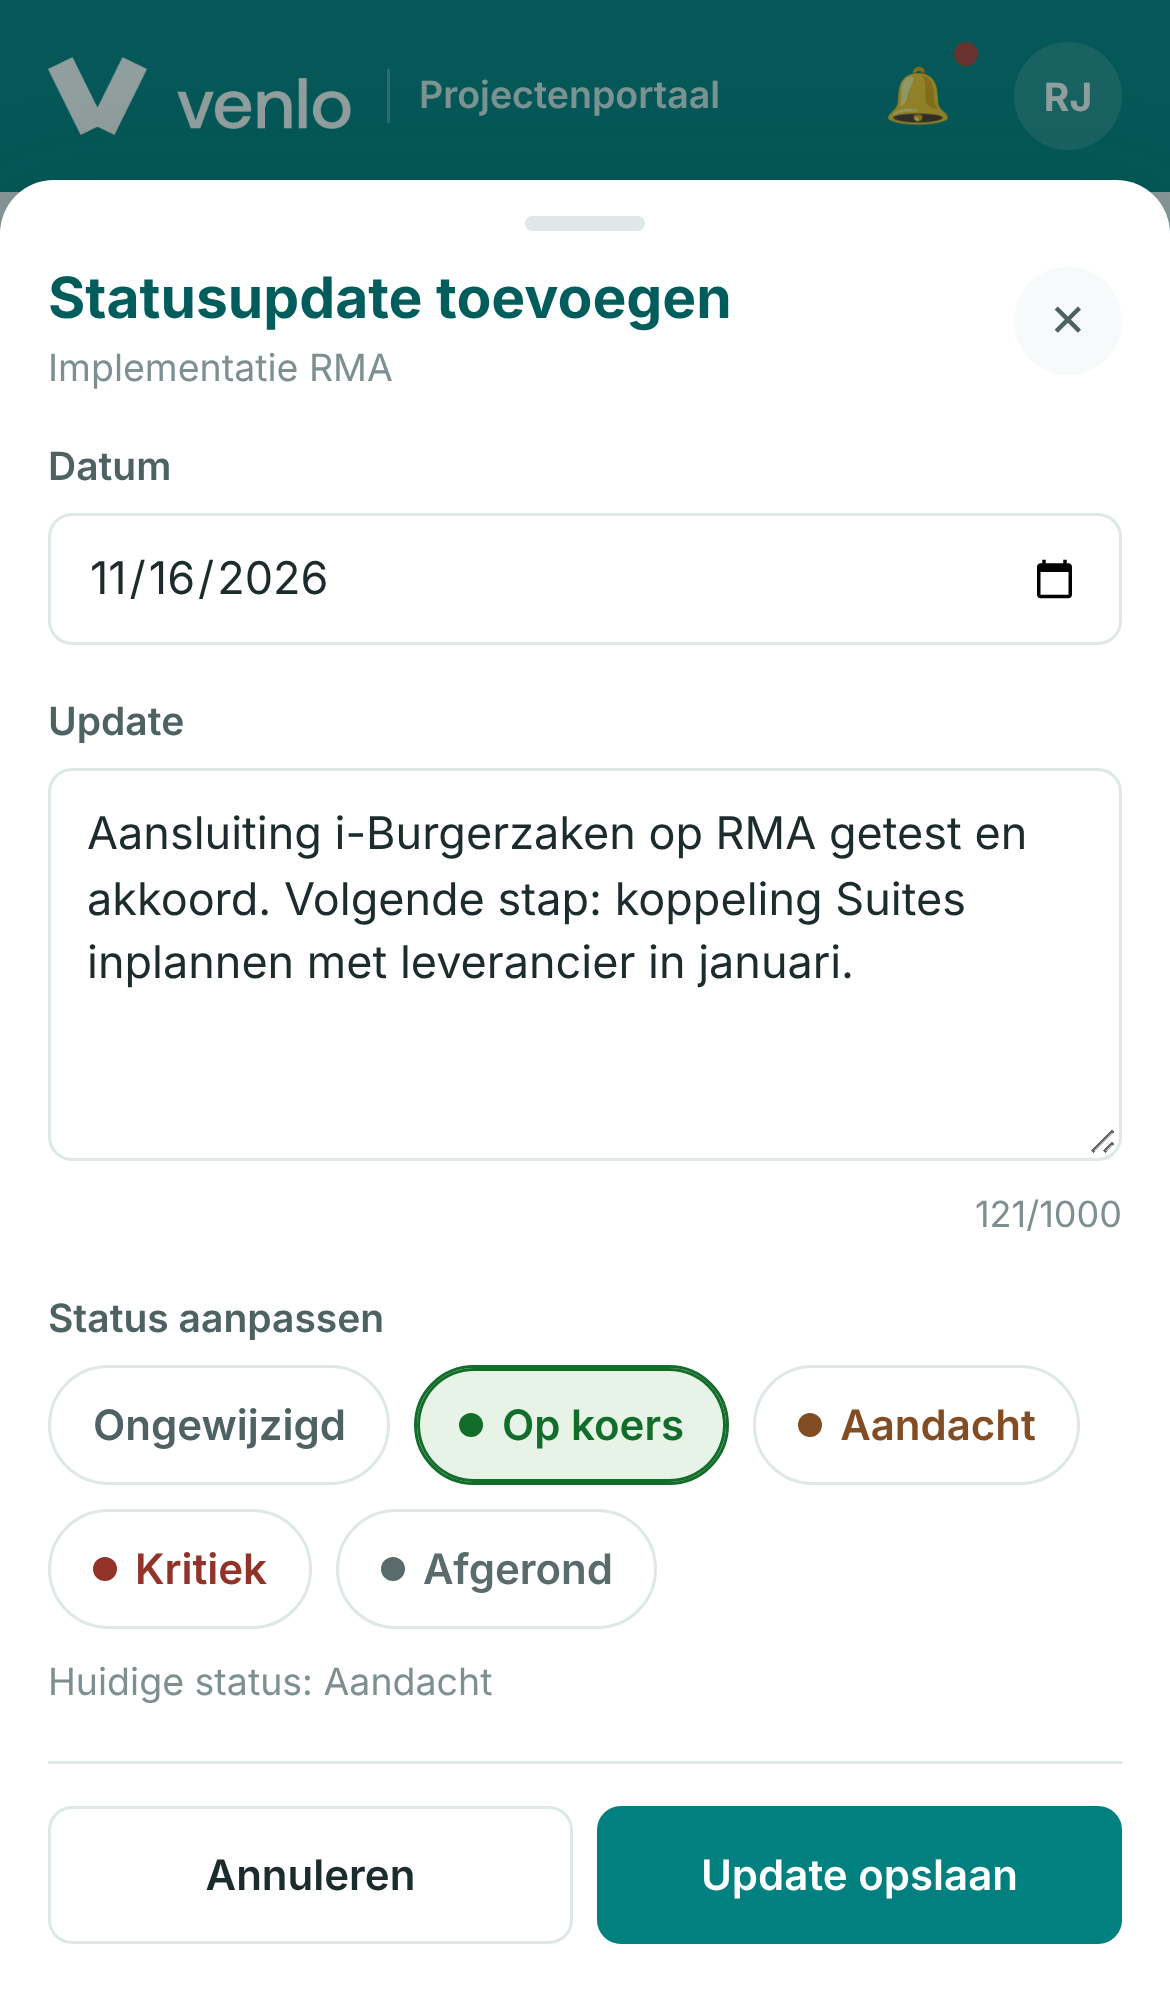 venlo Projectenportaal RJ
Statusupdate toevoegen
Implementatie RMA
Datum
11/16/2026
Update
Aansluiting i-Burgerzaken op RMA getest en
akkoord. Volgende stap: koppeling Suites
inplannen met leverancier in januari.
121/1000
Status aanpassen
Ongewijzigd Op koers Aandacht
Kritiek Afgerond
Huidige status: Aandacht
Annuleren Update opslaan